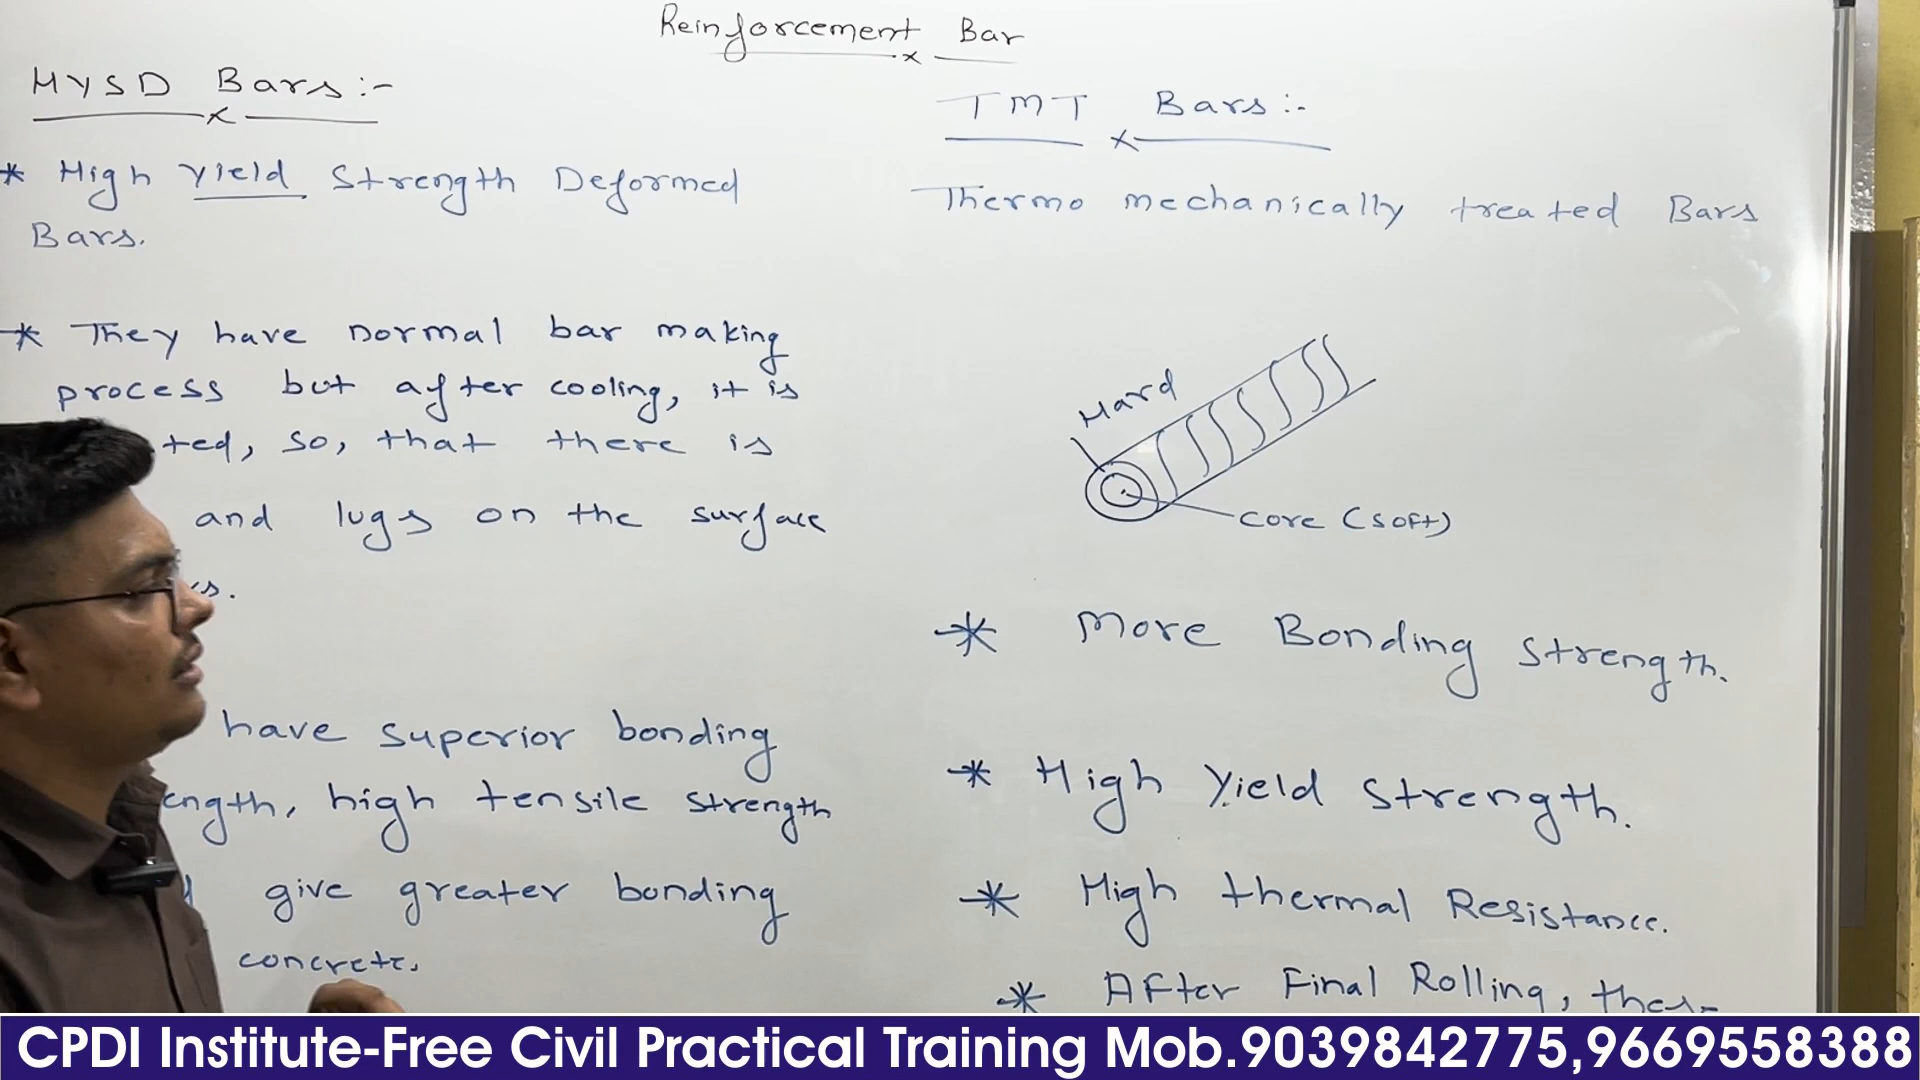 Reinforcement Bar
HYSD Bars :-
* High Yield Strength Deformed
Bars.
* They have normal bar making
process but after cooling, it is
ted, so, that there is
and lugs on the surface
s.
have superior bonding
ength, high tensile strength
give greater bonding
concrete.
TMT Bars :-
Thermo mechanically treated Bars
Hard
core (soft)
* More Bonding Strength.
* High Yield Strength.
* High thermal Resistance.
* After Final Rolling, thes-
CPDI Institute-Free Civil Practical Training Mob.9039842775,9669558388